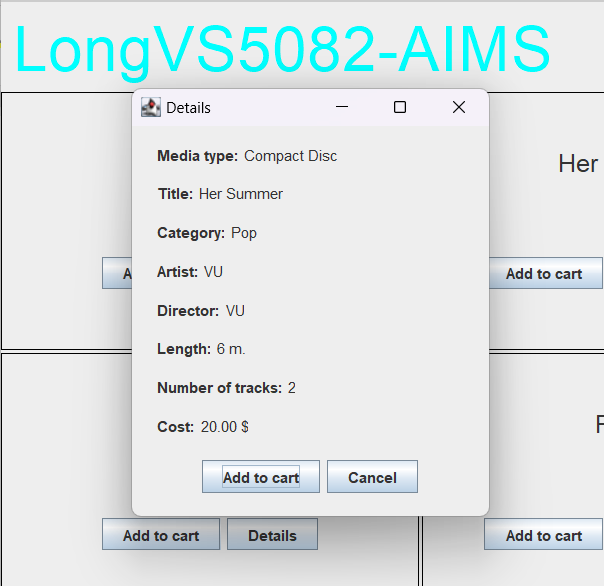 LongVS5082-AIMS
Details
Media type: Compact Disc
Her
Title: Her Summer
Category: Pop
Artist: VU
Add to cart
Director: VU
Length: 6 m.
Number of tracks: 2
Cost: 20.00 $
Add to cart Cancel
Add to cart Details
Add to cart